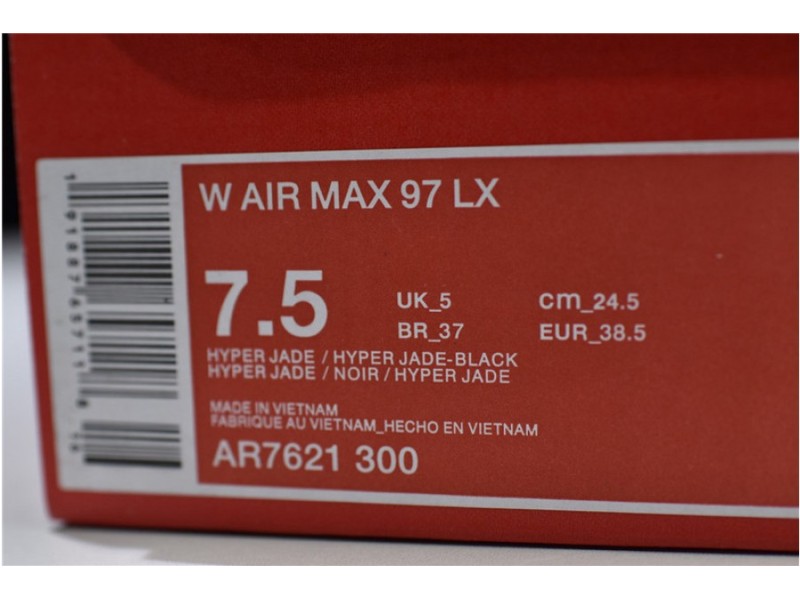 W AIR MAX 97 LX
7.5
UK_5
cm_24.5
BR_37
EUR_38.5
HYPER JADE / HYPER JADE-BLACK
HYPER JADE / NOIR / HYPER JADE
MADE IN VIETNAM
FABRIQUE AU VIETNAM_HECHO EN VIETNAM
AR7621 300